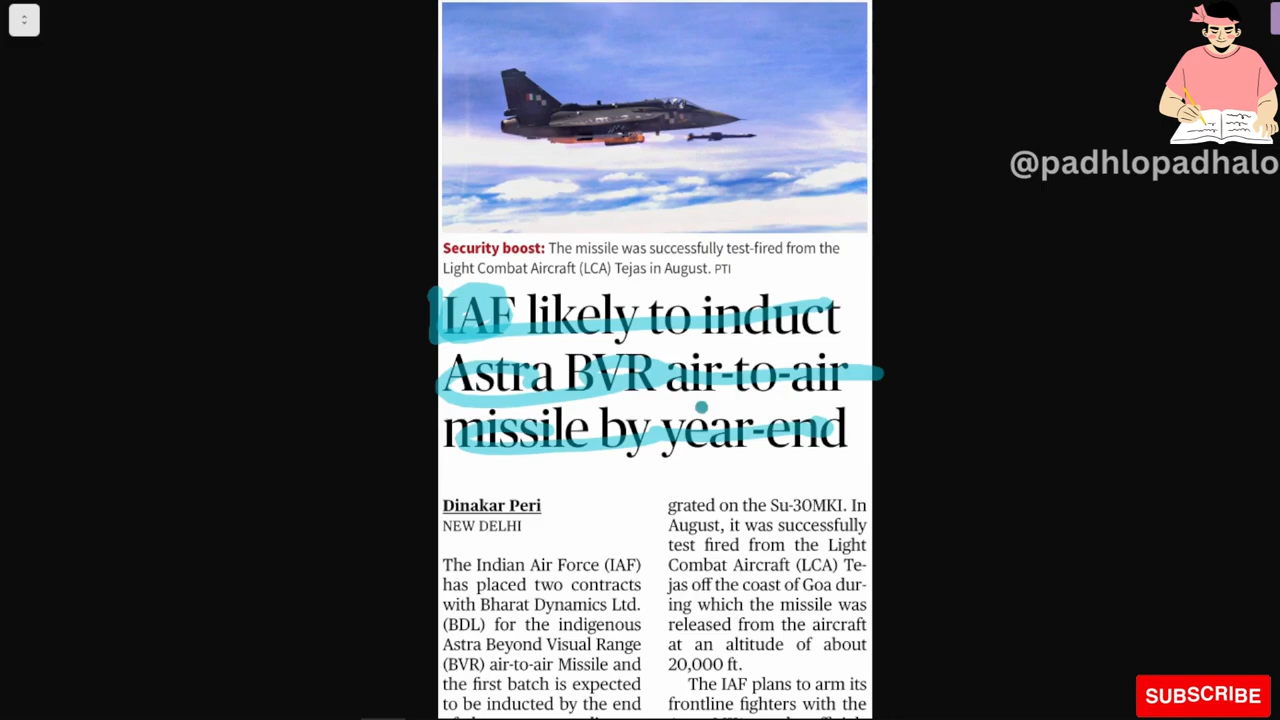 @padhlopadhalo
Security boost: The missile was successfully test-fired from the
Light Combat Aircraft (LCA) Tejas in August. PTI
IAF likely to induct
Astra BVR air-to-air
missile by year-end
Dinakar Peri
NEW DELHI
The Indian Air Force (IAF)
has placed two contracts
with Bharat Dynamics Ltd.
(BDL) for the indigenous
Astra Beyond Visual Range
(BVR) air-to-air Missile and
the first batch is expected
to be inducted by the end
grated on the Su-30MKI. In
August, it was successfully
test fired from the Light
Combat Aircraft (LCA) Te-
jas off the coast of Goa dur-
ing which the missile was
released from the aircraft
at an altitude of about
20,000 ft.
The IAF plans to arm its
frontline fighters with the
SUBSCRIBE